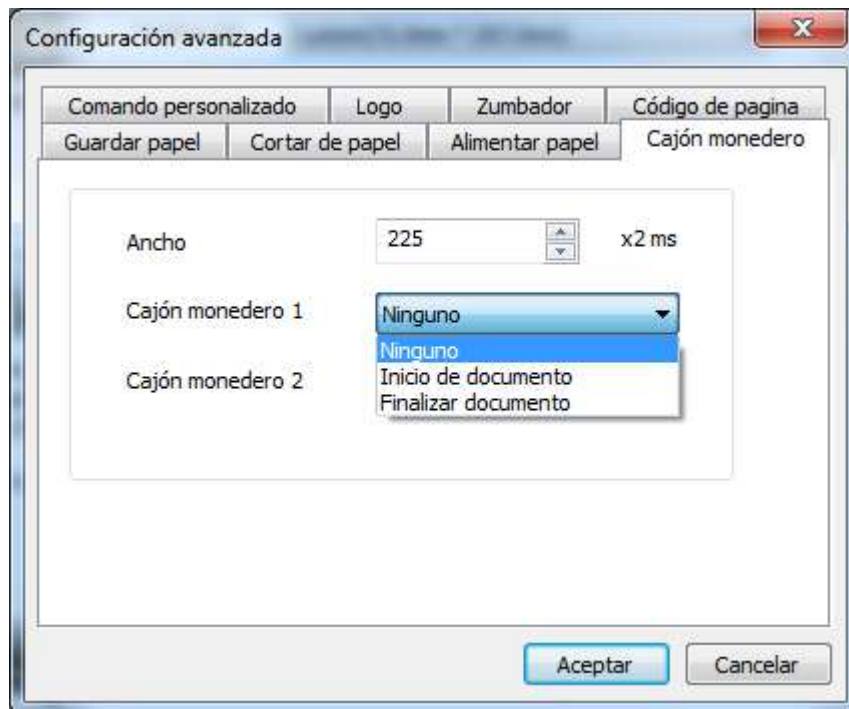 Configuración avanzada
Comando personalizado Logo Zumbador Código de pagina
Guardar papel Cortar de papel Alimentar papel Cajón monedero
Ancho 225 x2 ms
Cajón monedero 1 Ninguno
Ninguno
Cajón monedero 2 Inicio de documento
Finalizar documento
Aceptar Cancelar